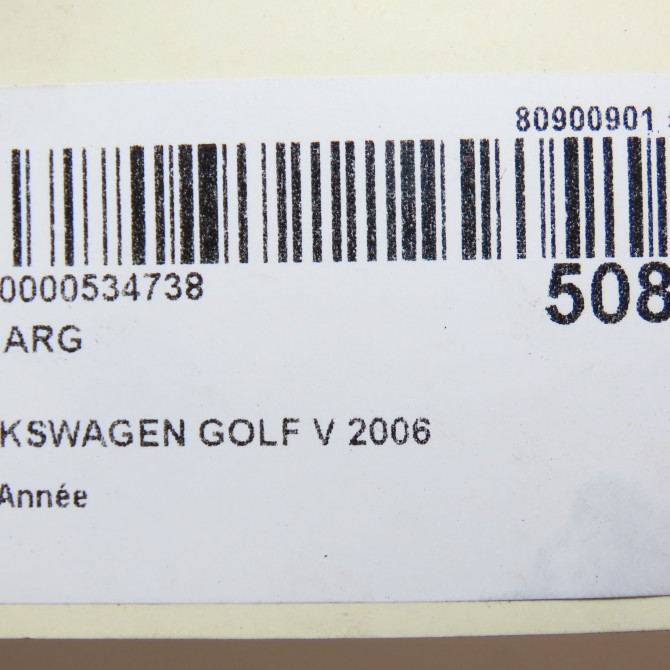 80900901
0000534738
508
ARG
KSWAGEN GOLF V 2006
Année